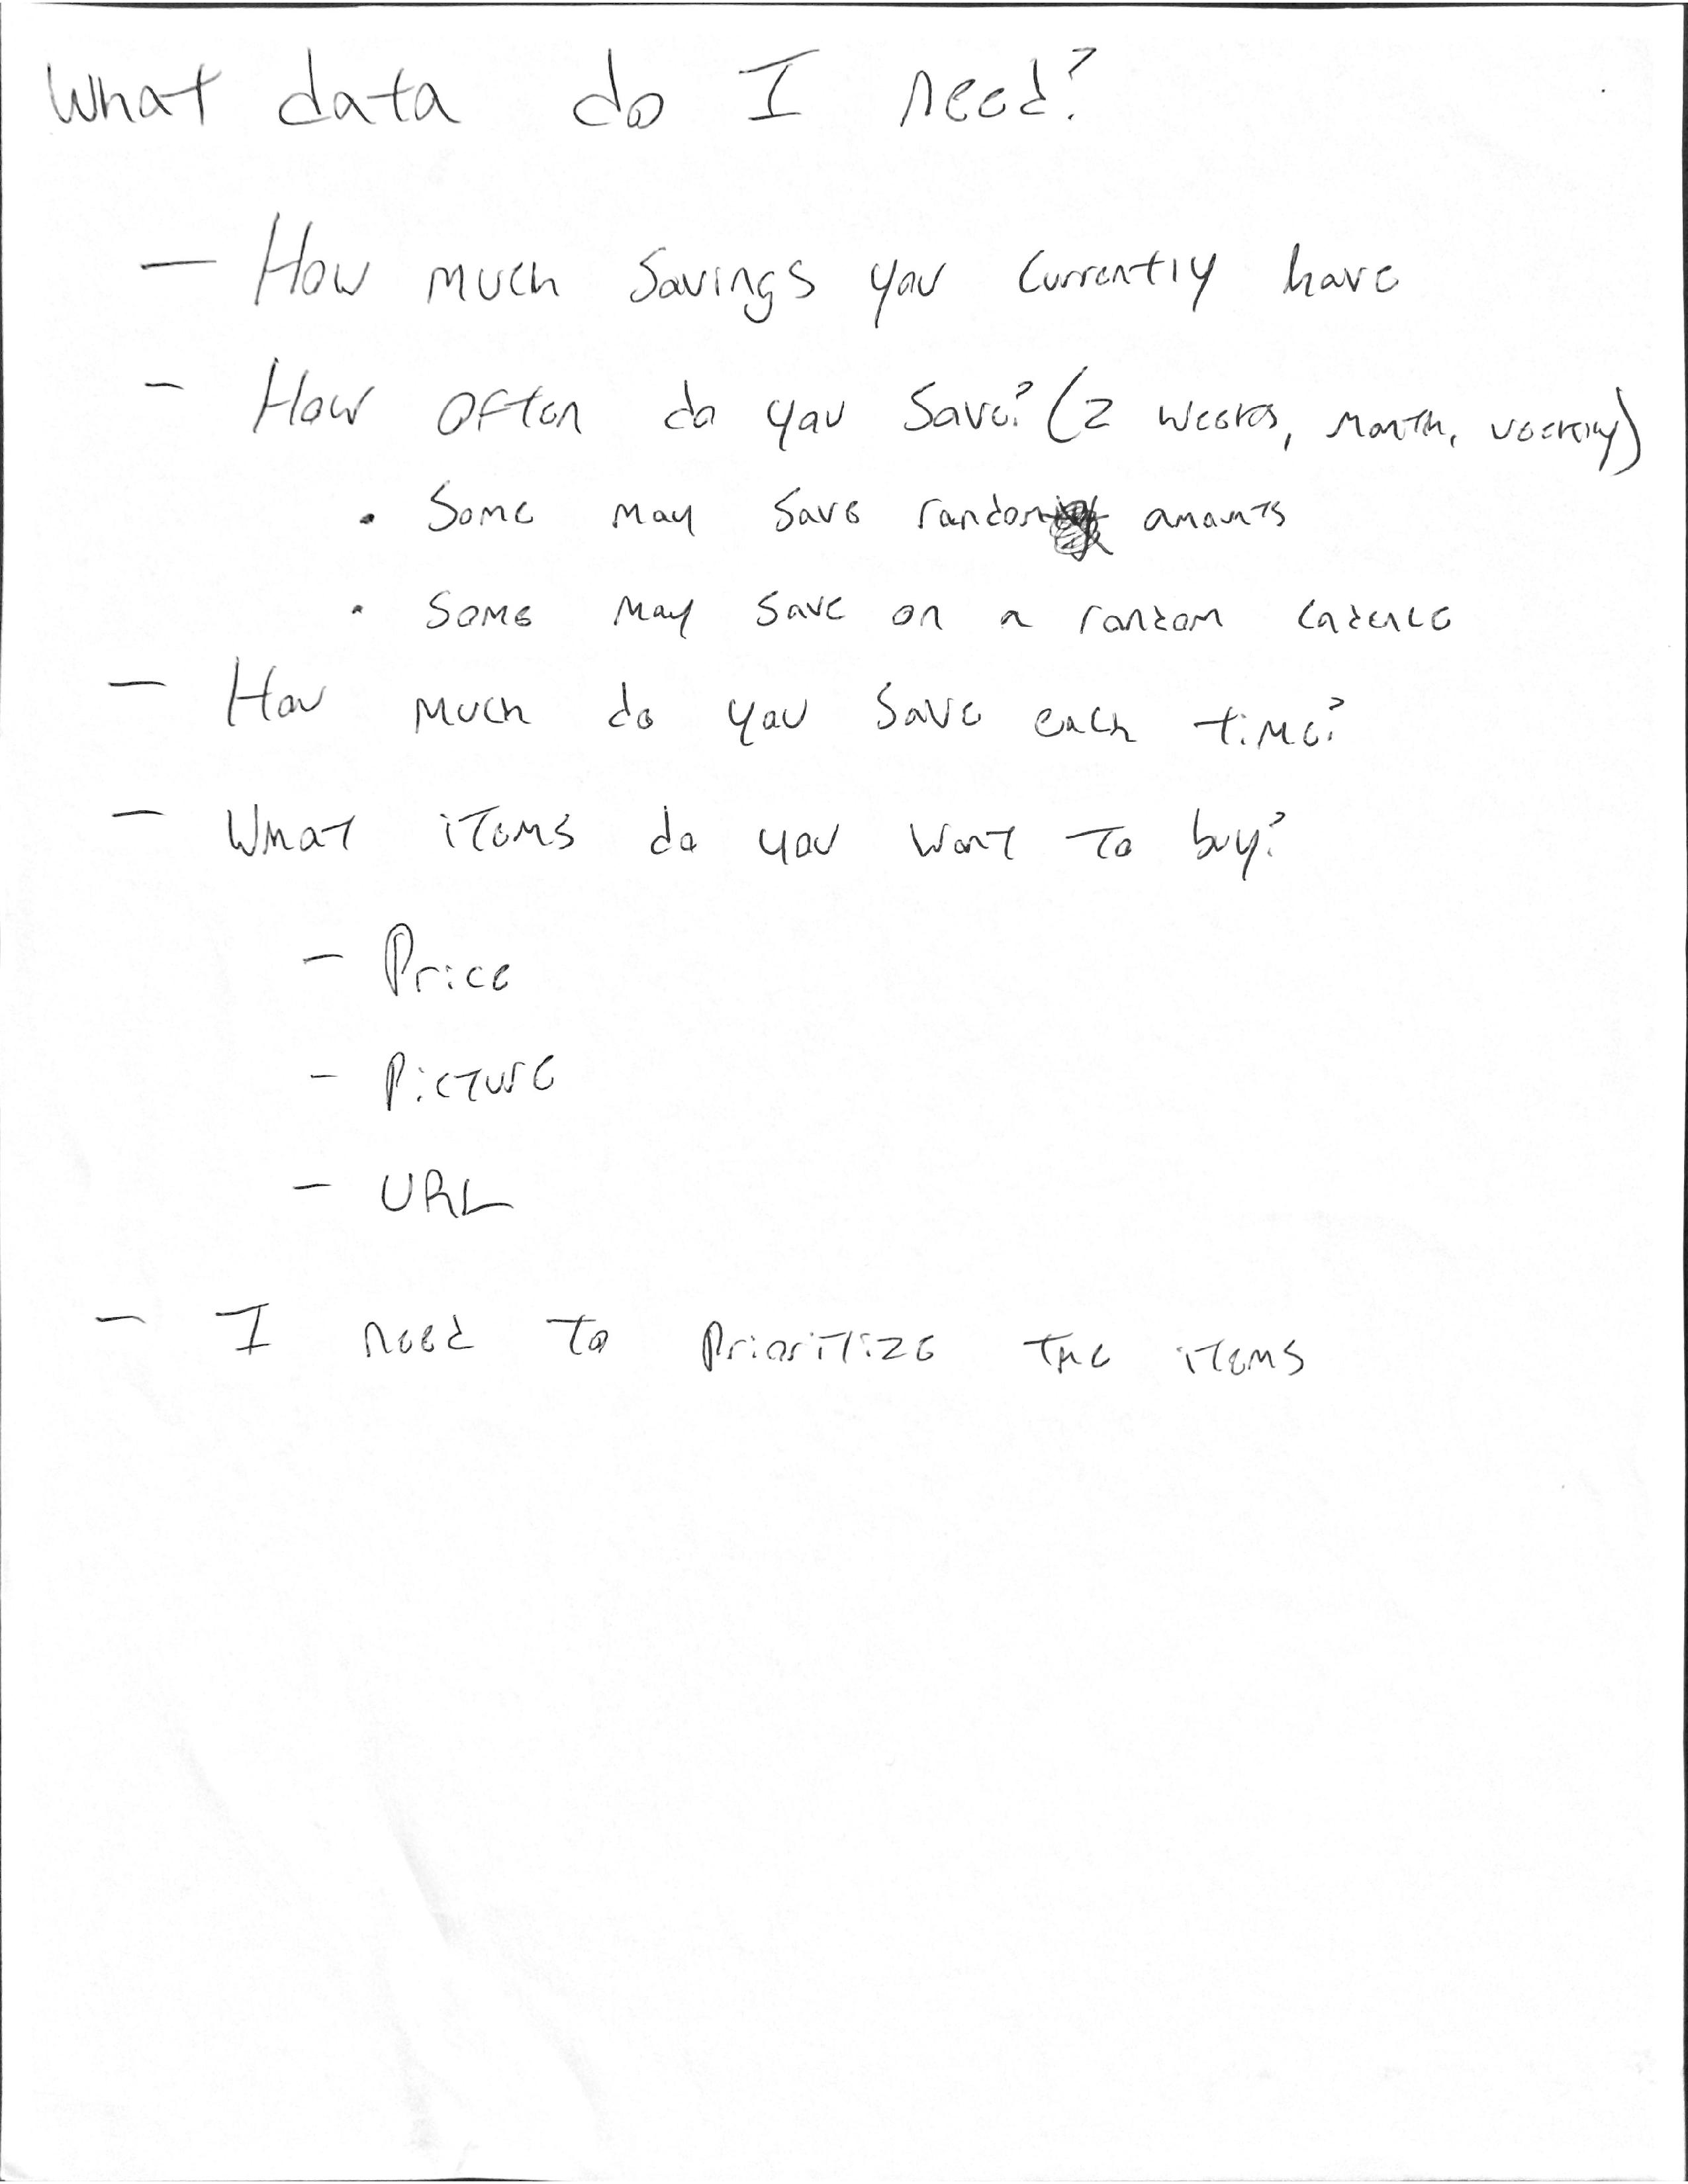 What data do I need?
— How much Savings you currently have
- How often do you Save? (2 weeks, month, weekly)
• Some may save random amounts
• Some may save on a random cadence
— How much do you save each time?
— What items do you want to buy?
- Price
- Picture
- URL
- I need to prioritize the items